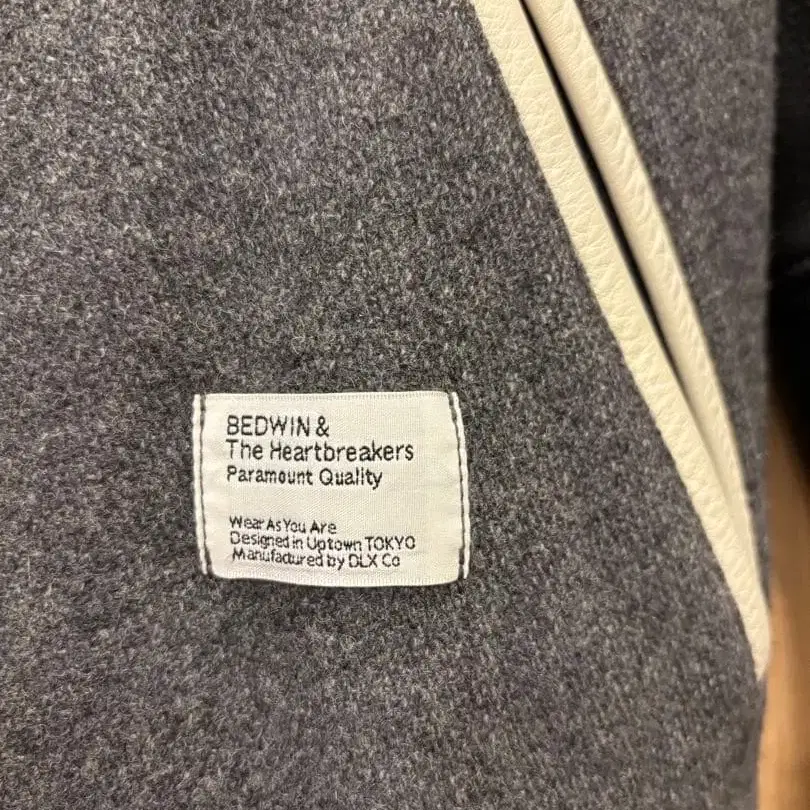 BEDWIN &
The Heartbreakers
Paramount Quality
Wear As You Are
Designed in Uptown TOKYO
Manufactured by DLX Co